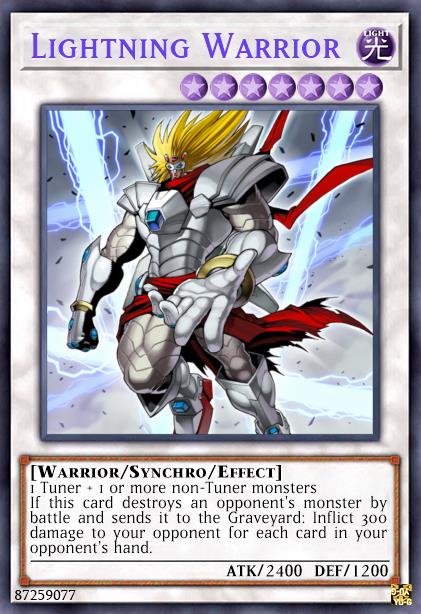 Lightning Warrior
LIGHT
光
[Warrior/Synchro/Effect]
1 Tuner + 1 or more non-Tuner monsters
If this card destroys an opponent's monster by
battle and sends it to the Graveyard: Inflict 300
damage to your opponent for each card in your
opponent's hand.
ATK/2400 DEF/1200
87259077